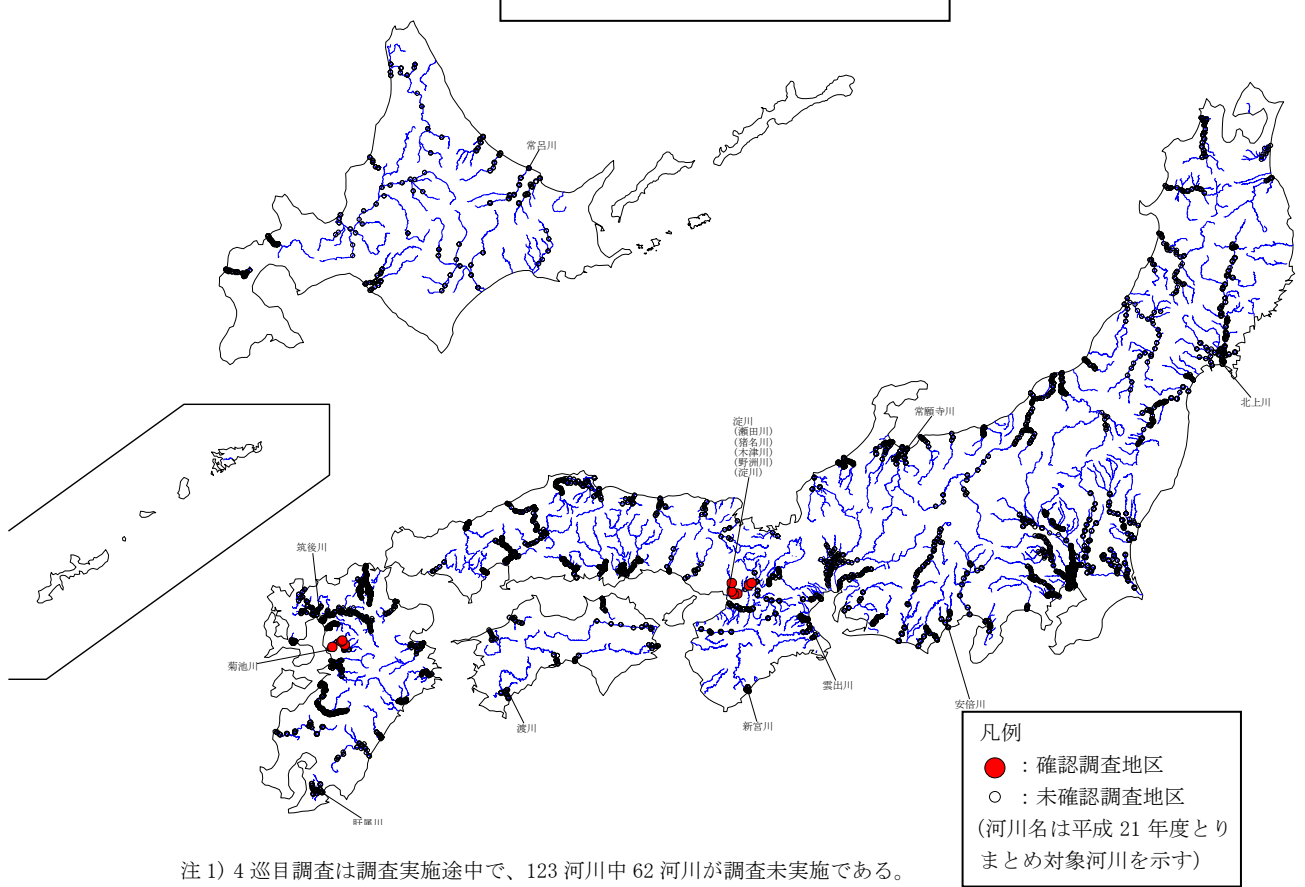 常呂川
北上川
常願寺川
淀川
(瀬田川)
(猪名川)
(木津川)
(野洲川)
(淀川)
筑後川
菊池川
渡川
新宮川
雲出川
安倍川
肝属川
凡例
：確認調査地区
：未確認調査地区
(河川名は平成 21 年度とり
まとめ対象河川を示す)
注 1) 4 巡目調査は調査実施途中で、123 河川中 62 河川が調査未実施である。